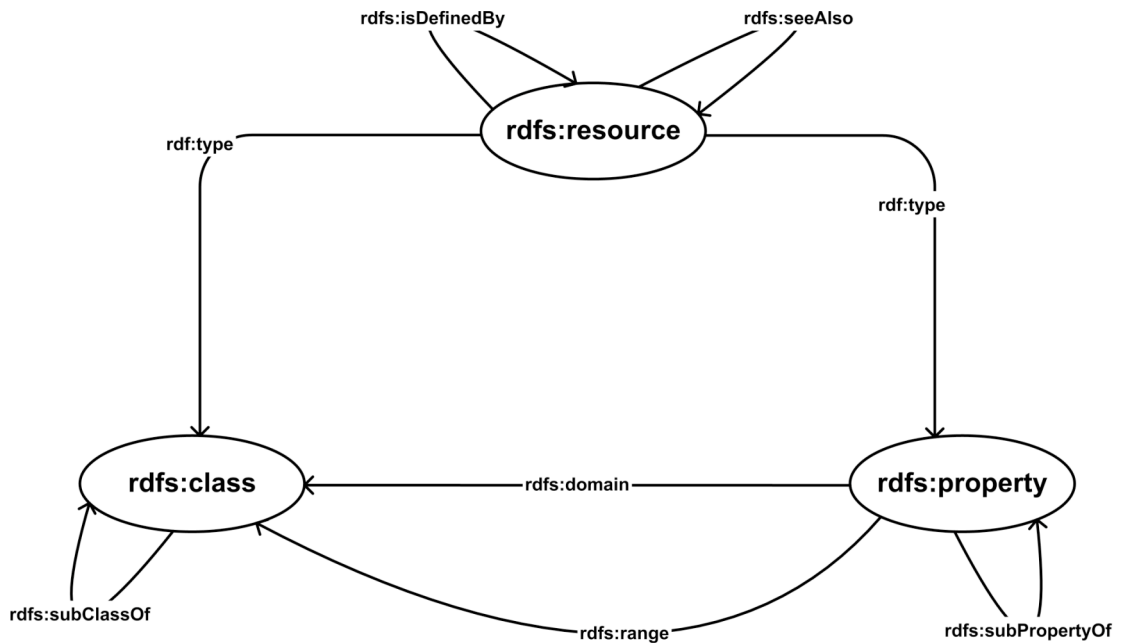 rdfs:isDefinedBy
rdfs:seeAlso
rdfs:resource
rdf:type
rdf:type
rdfs:class
rdfs:domain
rdfs:property
rdfs:subClassOf
rdfs:range
rdfs:subPropertyOf